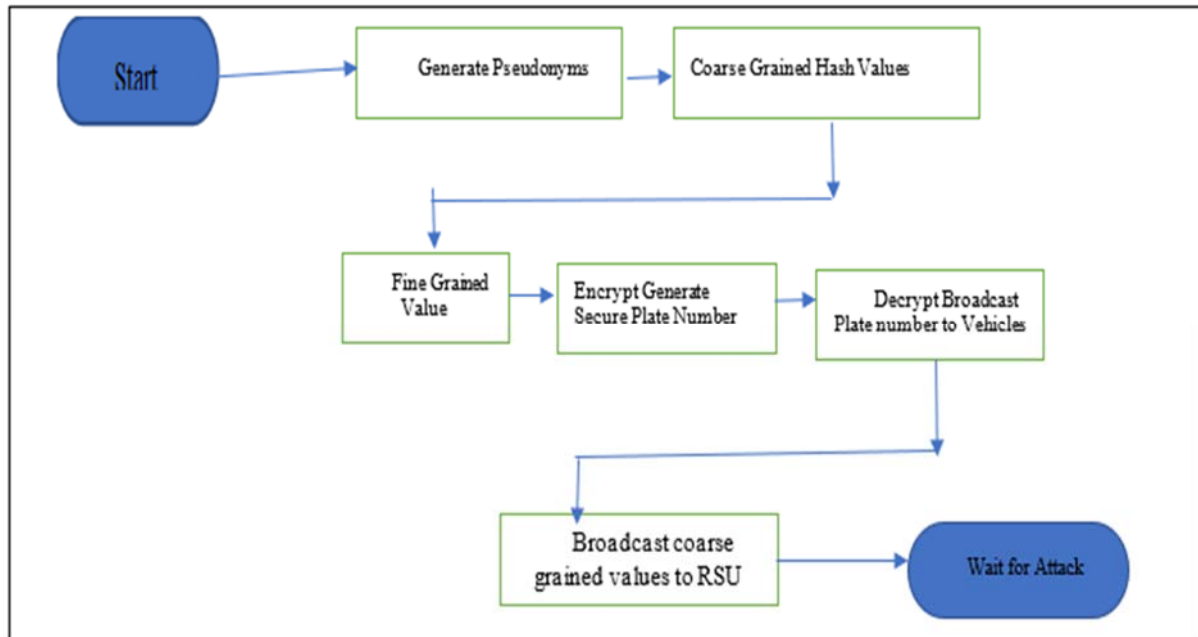 Start
Generate Pseudonyms
Coarse Grained Hash Values
Fine Grained
Value
Encrypt Generate
Secure Plate Number
Decrypt Broadcast
Plate number to Vehicles
Broadcast coarse
grained values to RSU
Wait for Attack